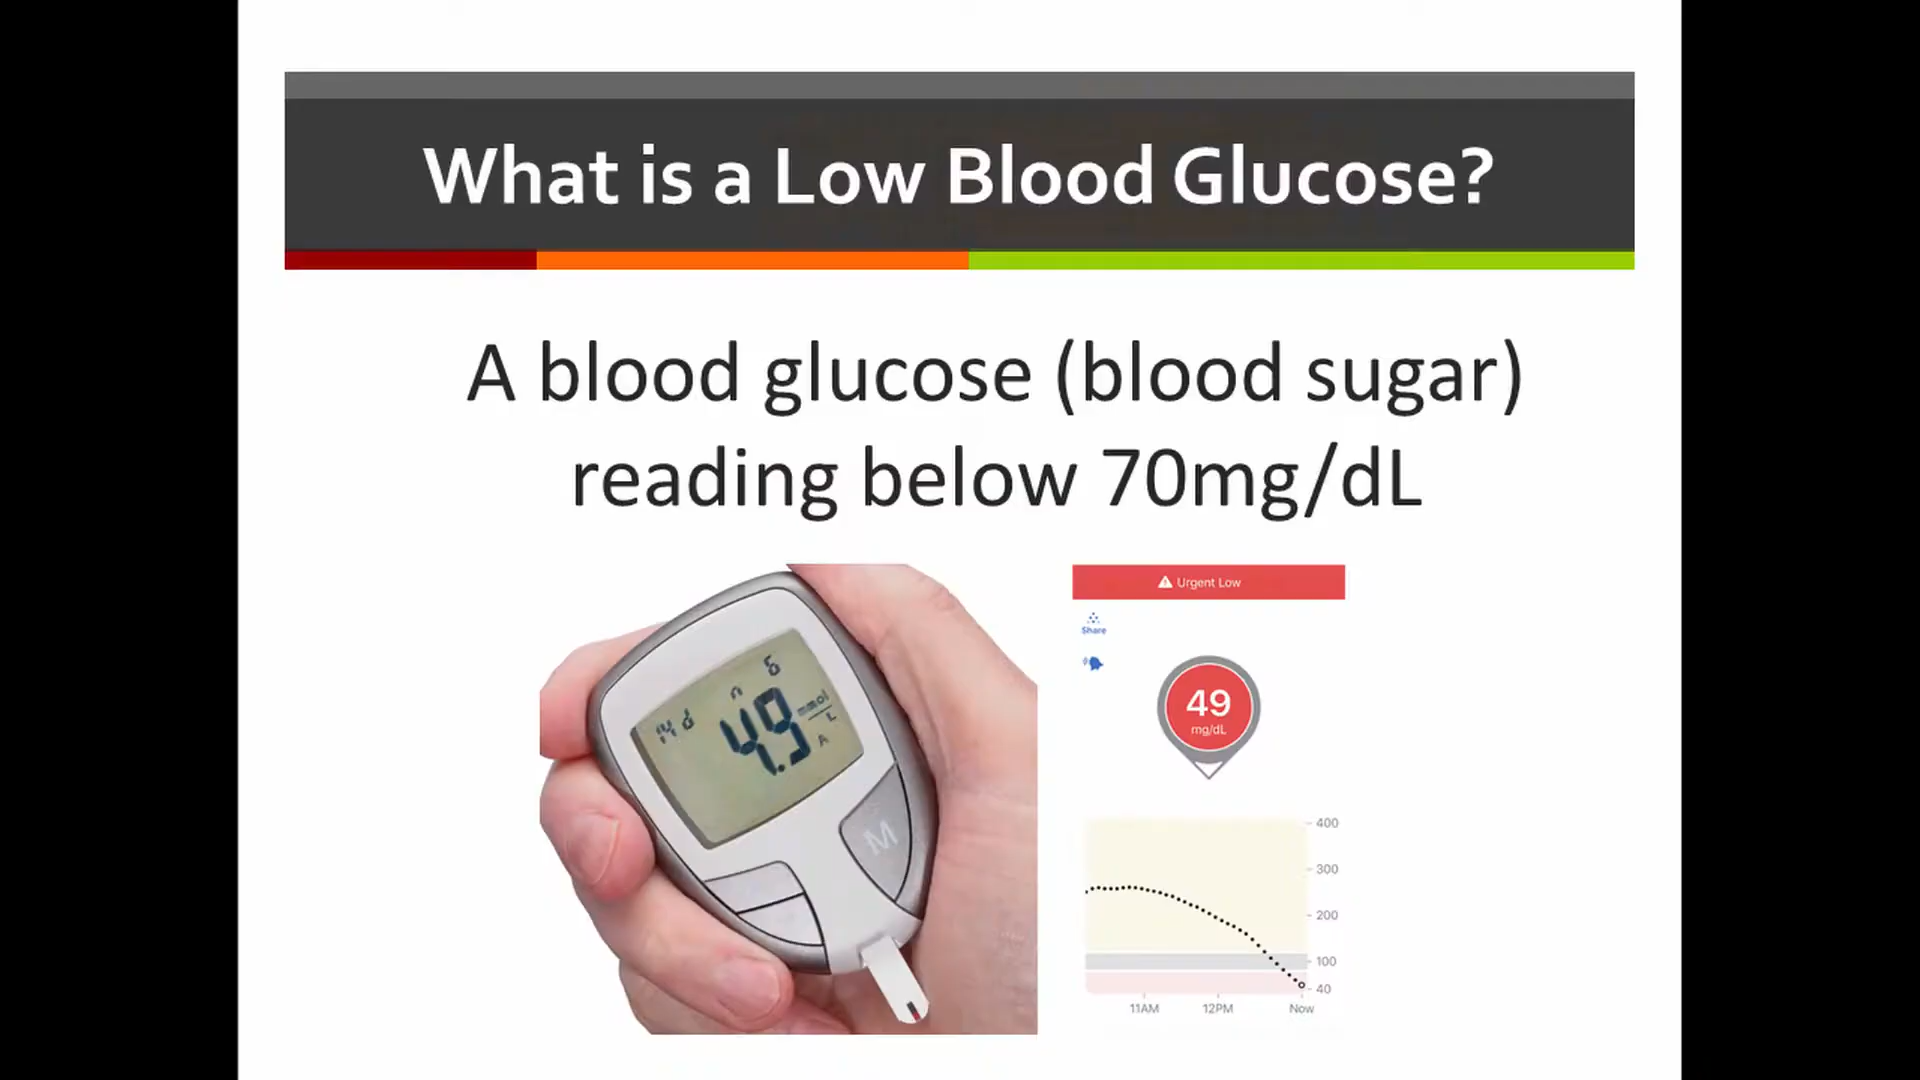 What is a Low Blood Glucose?
A blood glucose (blood sugar)
reading below 70mg/dL
4.9
mmol
L
A
M
Urgent Low
Share
49
mg/dL
400
300
200
100
40
11AM
12PM
Now